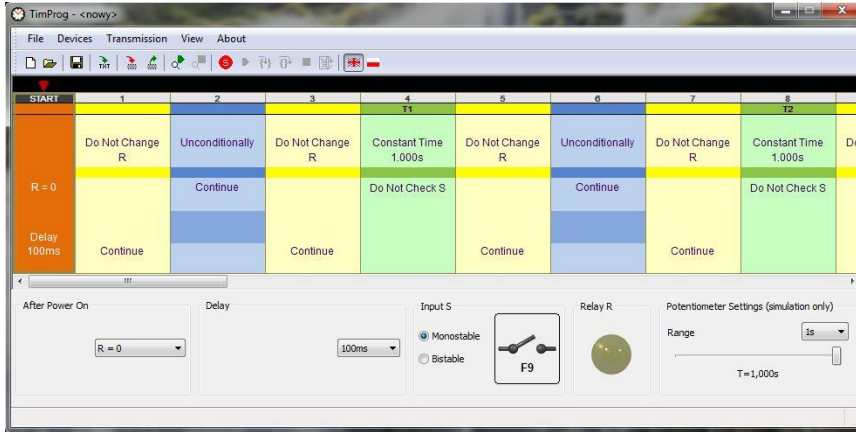 TimProg - <nowy>
File Devices Transmission View About
TXT S
START 1 2 3 4 5 6 7 8
T1 T2
Do Not Change Unconditionally Do Not Change Constant Time Do Not Change Unconditionally Do Not Change Constant Time
R R 1.000s R R 1.000s
R = 0 Continue Do Not Check S Continue Do Not Check S
Delay
100ms Continue Continue Continue Continue
After Power On Delay Input S Relay R Potentiometer Settings (simulation only)
Monostable Range 1s
R = 0 100ms
Bistable F9
T=1,000s